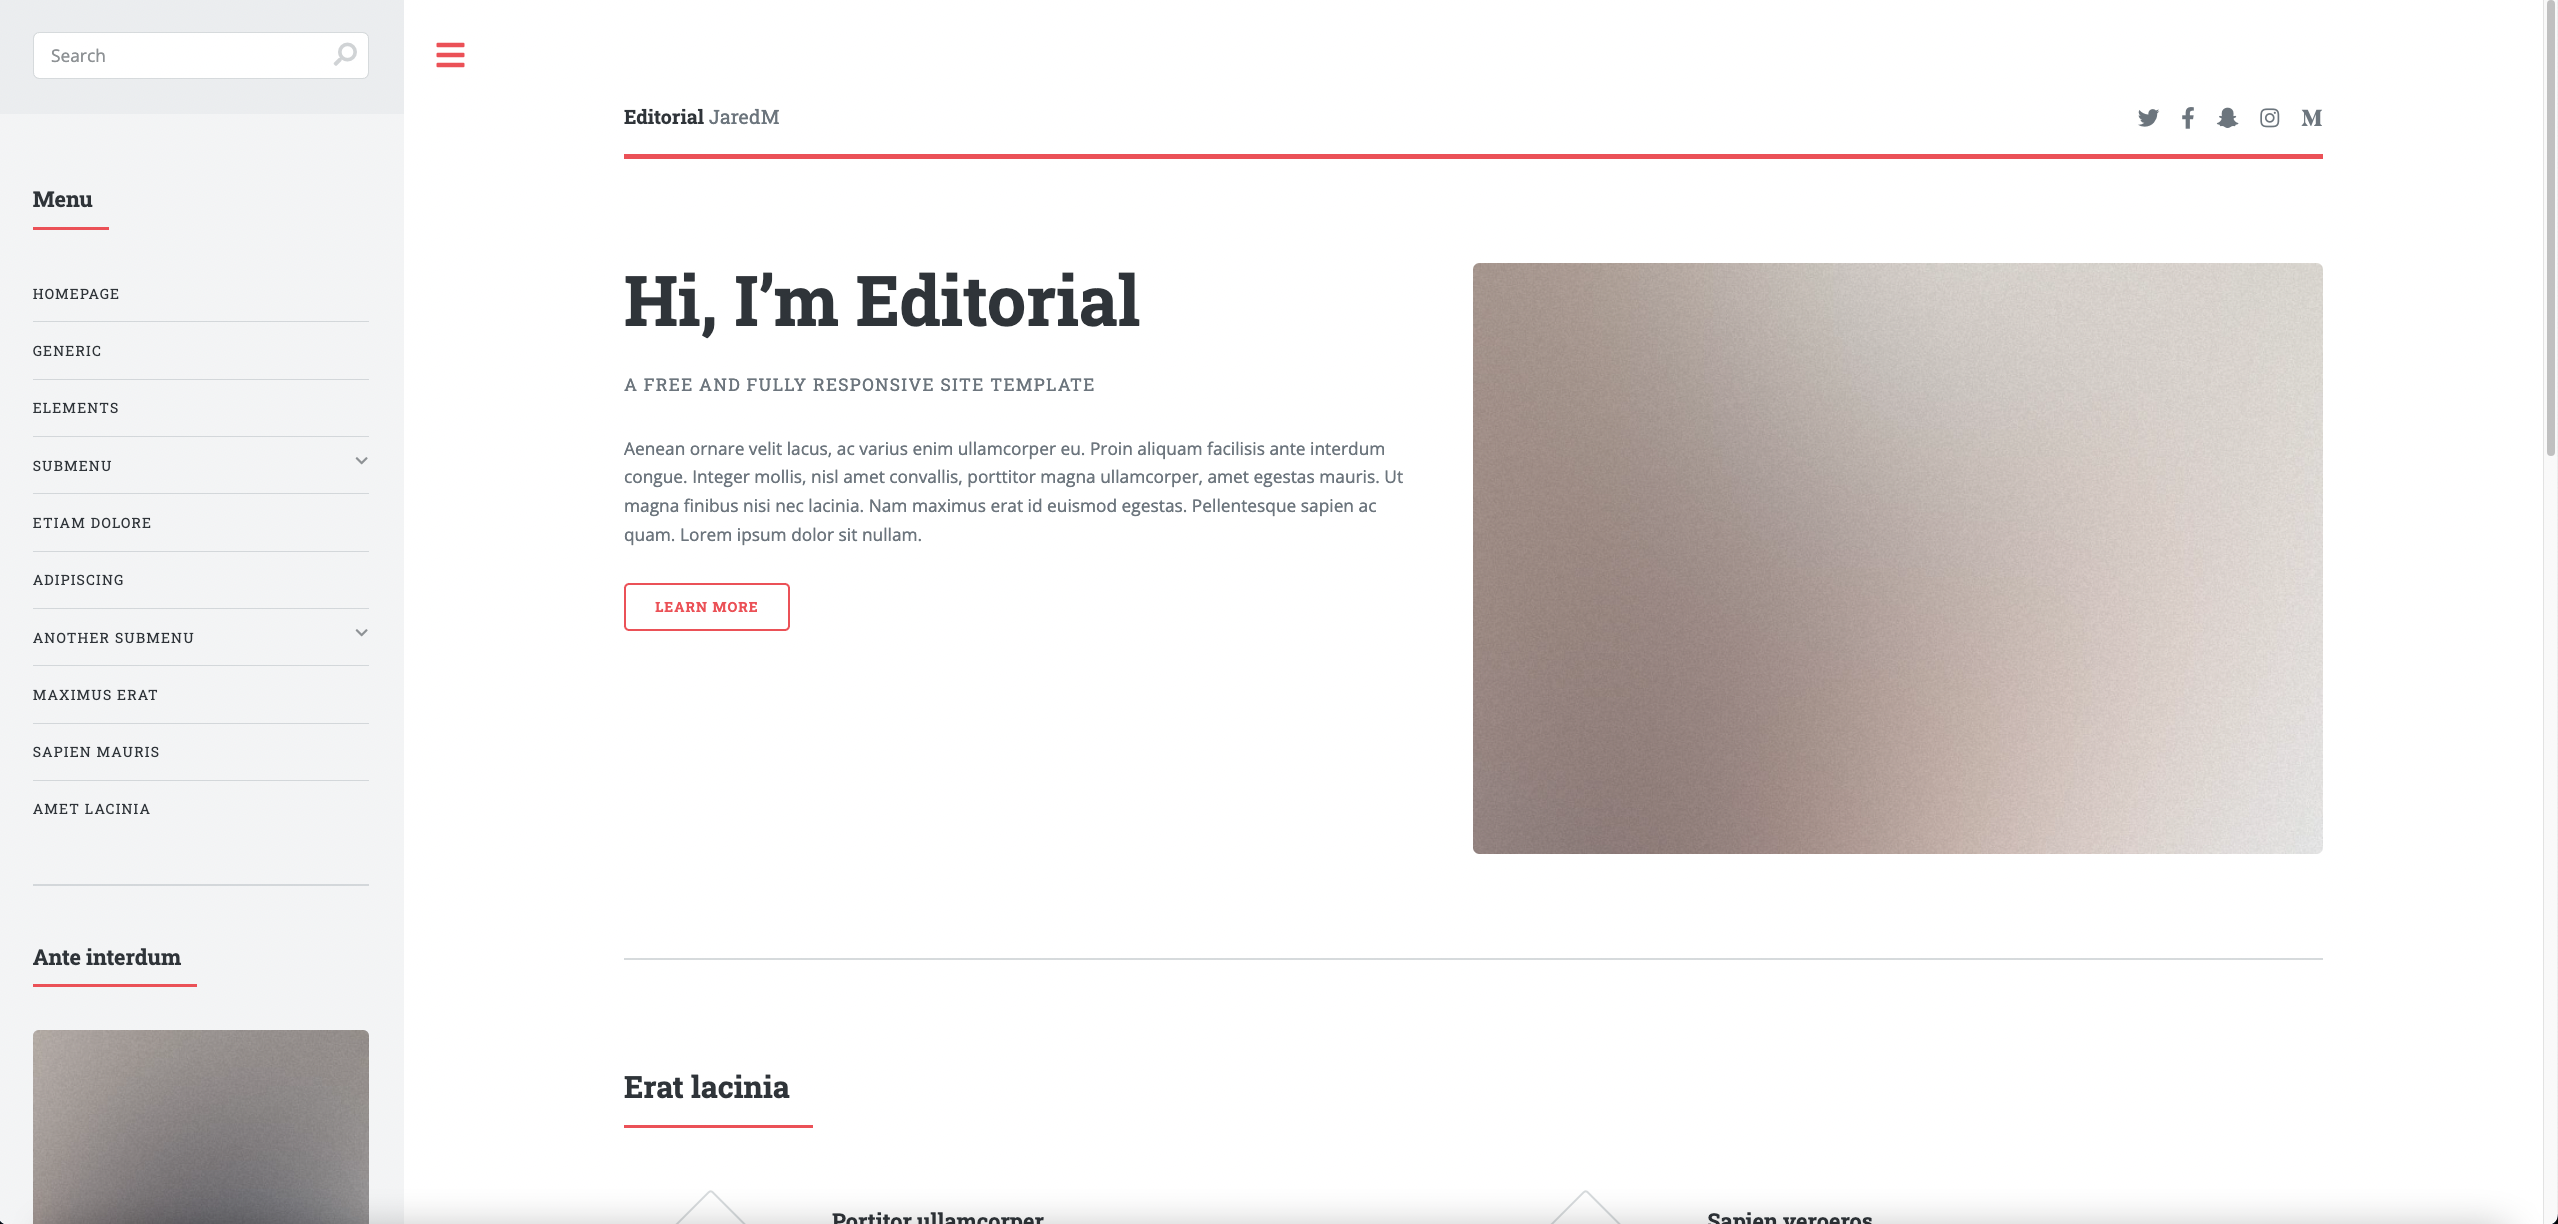 Search
Menu
HOMEPAGE
GENERIC
ELEMENTS
SUBMENU
ETIAM DOLORE
ADIPISCING
ANOTHER SUBMENU
MAXIMUS ERAT
SAPIEN MAURIS
AMET LACINIA
Ante interdum
Editorial JaredM
Hi, I’m Editorial
A FREE AND FULLY RESPONSIVE SITE TEMPLATE
Aenean ornare velit lacus, ac varius enim ullamcorper eu. Proin aliquam facilisis ante interdum
congue. Integer mollis, nisl amet convallis, porttitor magna ullamcorper, amet egestas mauris. Ut
magna finibus nisi nec lacinia. Nam maximus erat id euismod egestas. Pellentesque sapien ac
quam. Lorem ipsum dolor sit nullam.
LEARN MORE
Erat lacinia
Portitor ullamcorper
Sapien veroeros